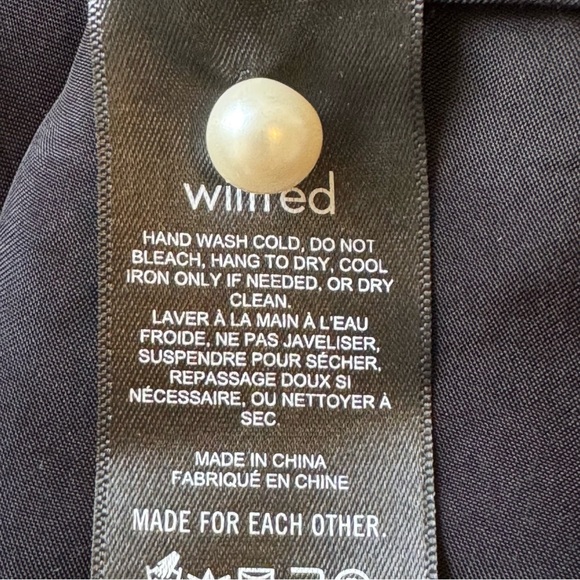 wilfred
HAND WASH COLD, DO NOT
BLEACH, HANG TO DRY, COOL
IRON ONLY IF NEEDED, OR DRY
CLEAN.
LAVER À LA MAIN À L'EAU
FROIDE, NE PAS JAVELISER,
SUSPENDRE POUR SÉCHER,
REPASSAGE DOUX SI
NÉCESSAIRE, OU NETTOYER À
SEC.
MADE IN CHINA
FABRIQUÉ EN CHINE
MADE FOR EACH OTHER.